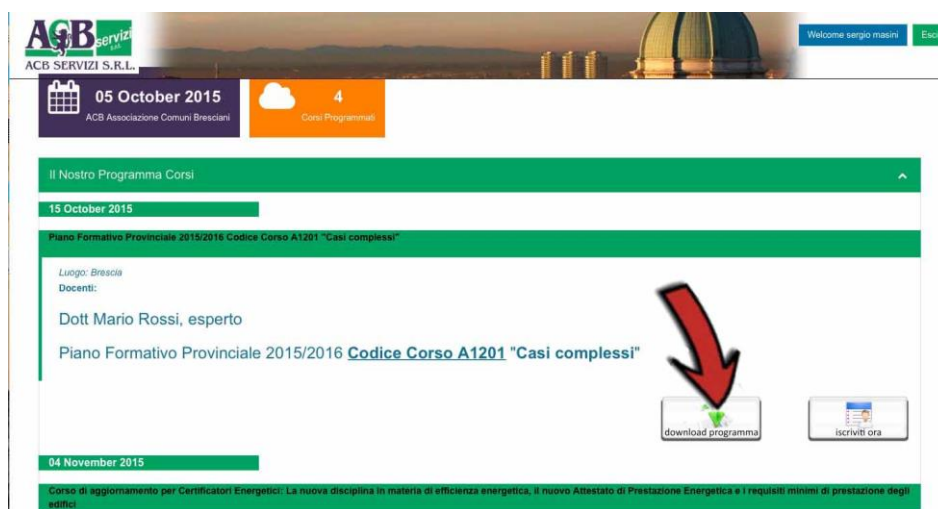 ACB servizi
s.r.l.
ACB SERVIZI S.R.L.
Welcome sergio masini
Esci
05 October 2015
ACB Associazione Comuni Bresciani
4
Corsi Programmati
Il Nostro Programma Corsi
15 October 2015
Piano Formativo Provinciale 2015/2016 Codice Corso A1201 "Casi complessi"
Luogo: Brescia
Docenti:
Dott Mario Rossi, esperto
Piano Formativo Provinciale 2015/2016 Codice Corso A1201 "Casi complessi"
download programma
iscriviti ora
04 November 2015
Corso di aggiornamento per Certificatori Energetici: La nuova disciplina in materia di efficienza energetica, il nuovo Attestato di Prestazione Energetica e i requisiti minimi di prestazione degli
edifici